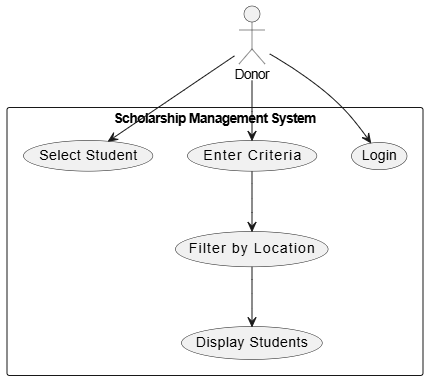 Donor
Scholarship Management System
Select Student
Enter Criteria
Login
Filter by Location
Display Students